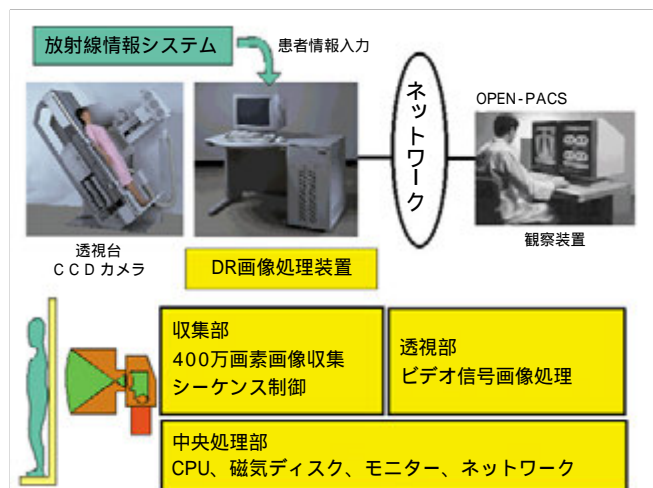 放射線情報システム
患者情報入力
ネットワーク
OPEN-PACS
透視台
CCDカメラ
DR画像処理装置
観察装置
収集部
400万画素画像収集
シーケンス制御
透視部
ビデオ信号画像処理
中央処理部
CPU、磁気ディスク、モニター、ネットワーク